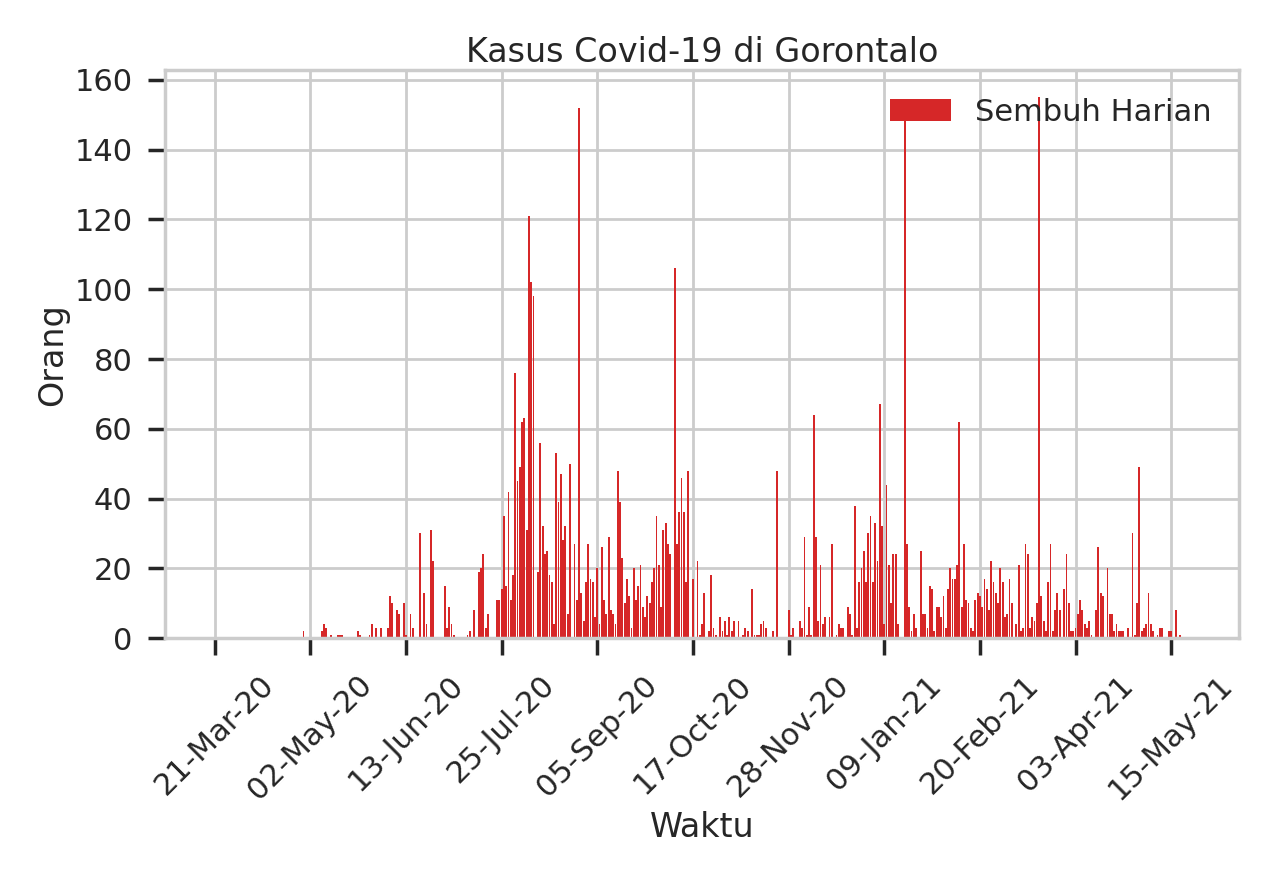 Kasus Covid-19 di Gorontalo
Sembuh Harian
Orang
160
140
120
100
80
60
40
20
0
21-Mar-20
02-May-20
13-Jun-20
25-Jul-20
05-Sep-20
17-Oct-20
28-Nov-20
09-Jan-21
20-Feb-21
03-Apr-21
15-May-21
Waktu